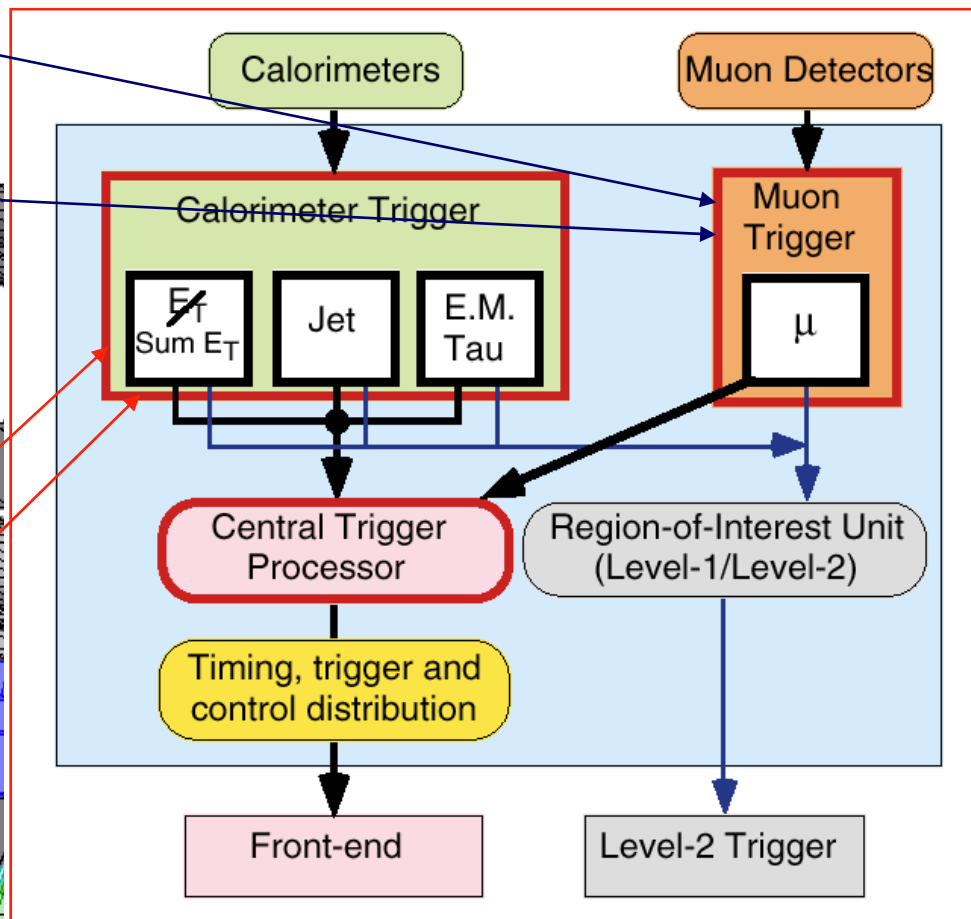 Calorimeters
Muon Detectors
Calorimeter Trigger
Muon
Trigger
E̸T
Sum ET
Jet
E.M.
Tau
μ
Central Trigger
Processor
Region-of-Interest Unit
(Level-1/Level-2)
Timing, trigger and
control distribution
Front-end
Level-2 Trigger